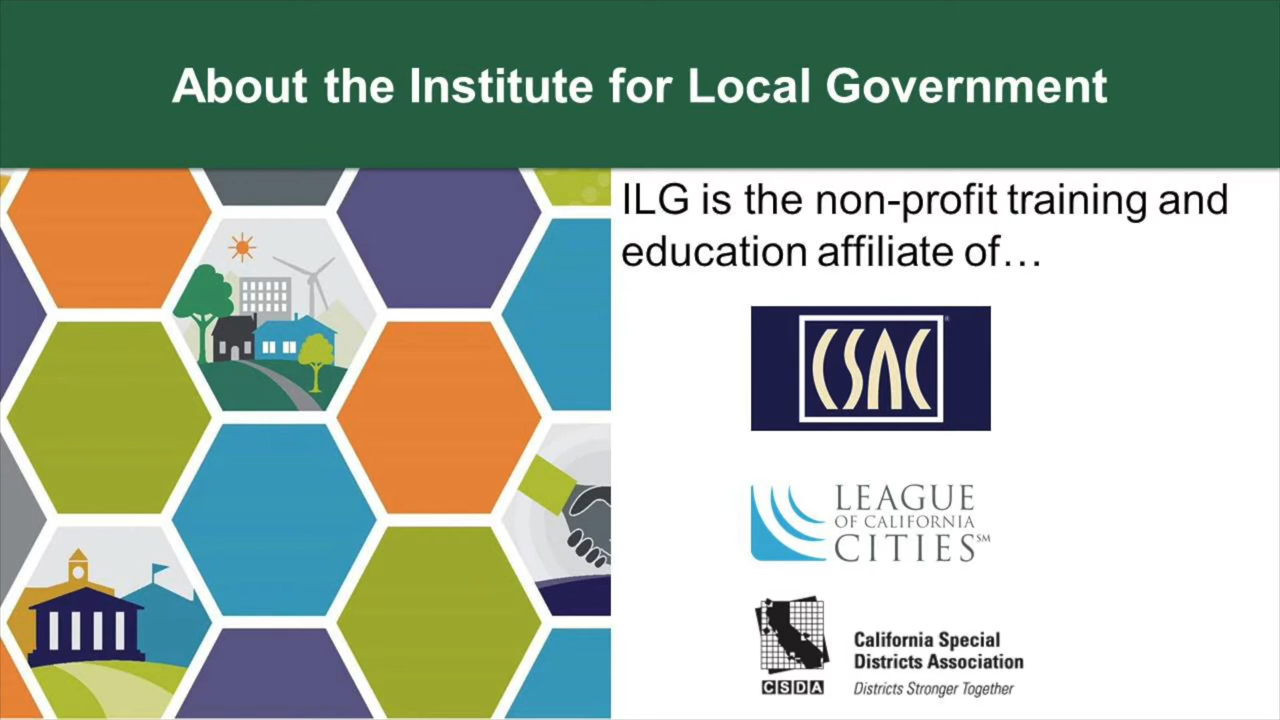 About the Institute for Local Government
ILG is the non-profit training and
education affiliate of…
CSAC®
LEAGUE
OF CALIFORNIA
CITIES℠
California Special
Districts Association
CSDA
Districts Stronger Together